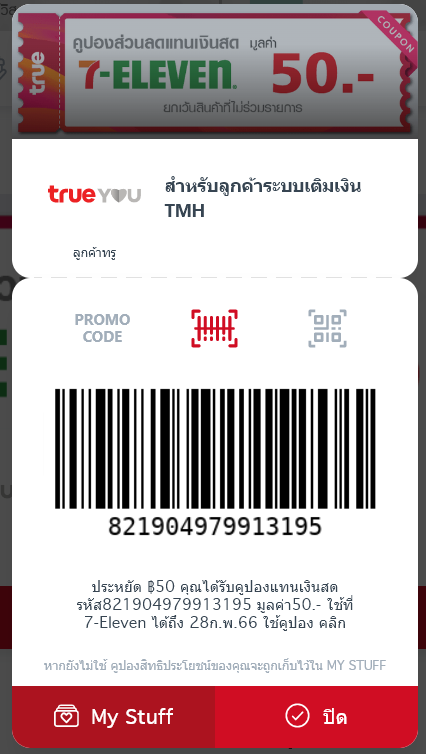 COUPON
true
คูปองส่วนลดแทนเงินสด มูลค่า
7-ELEVEN. 50.-
ยกเว้นสินค้าที่ไม่ร่วมรายการ
true YOU
สำหรับลูกค้าระบบเติมเงิน
TMH
ลูกค้าทรู
PROMO
CODE
821904979913195
ประหยัด ฿50 คุณได้รับคูปองแทนเงินสด
รหัส821904979913195 มูลค่า50.- ใช้ที่
7-Eleven ได้ถึง 28ก.พ.66 ใช้คูปอง คลิก
หากยังไม่ใช้ คูปองสิทธิประโยชน์ของคุณจะถูกเก็บไว้ใน MY STUFF
My Stuff
ปิด